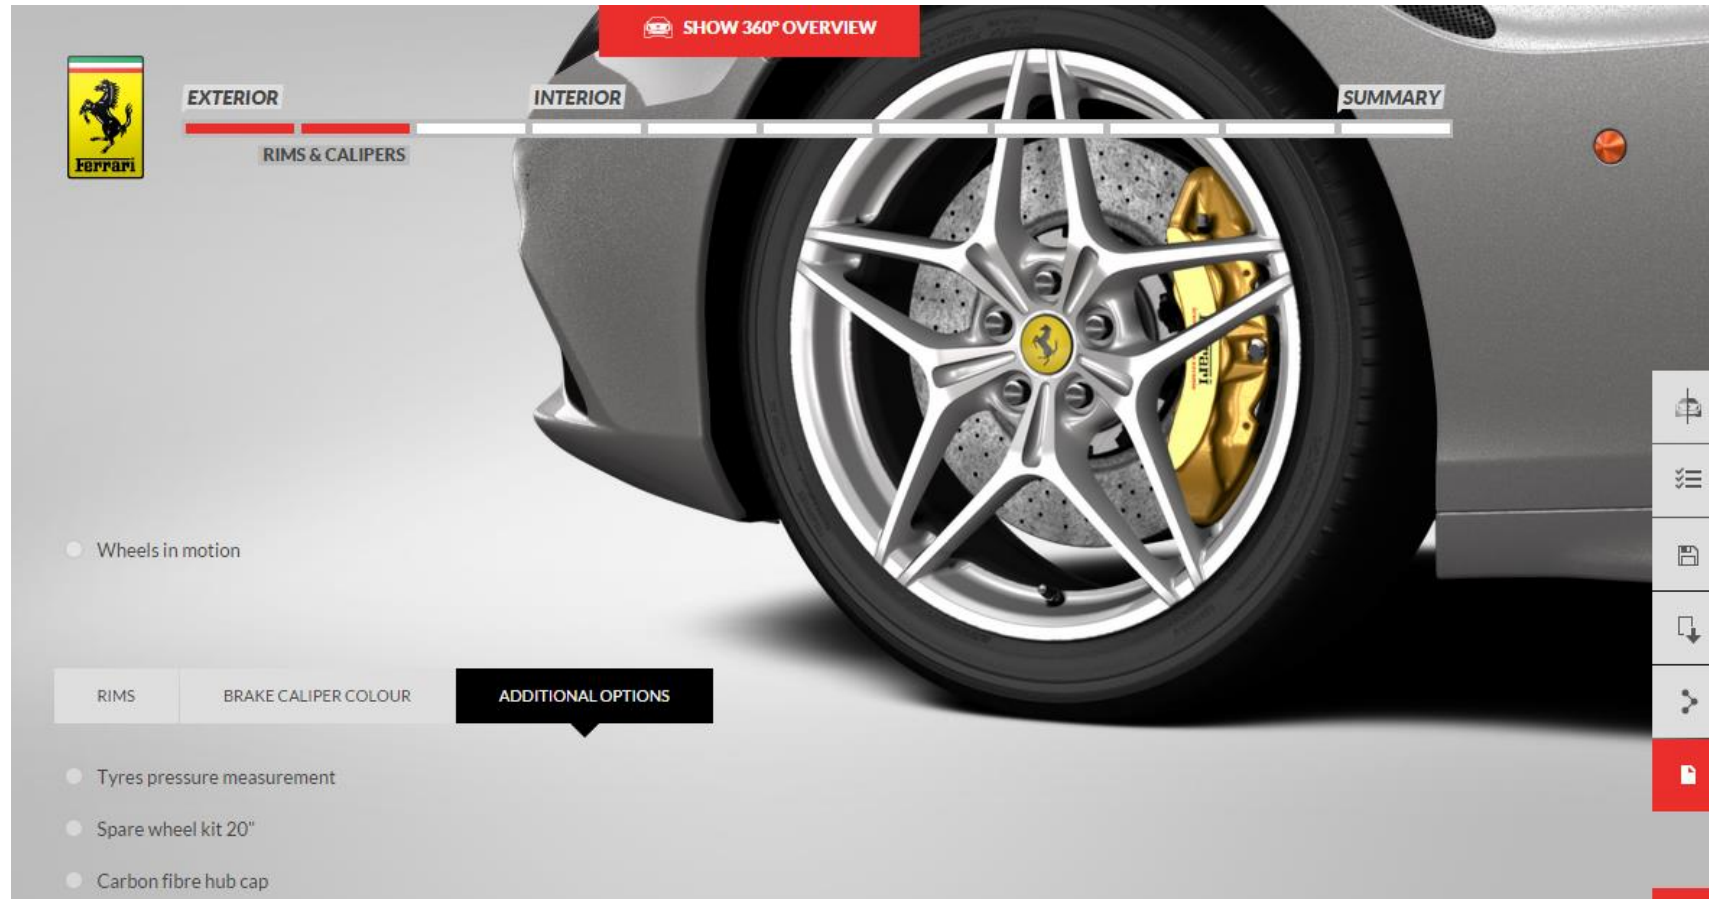 SHOW 360° OVERVIEW
Ferrari
EXTERIOR
INTERIOR
SUMMARY
RIMS & CALIPERS
Ferrari
Wheels in motion
RIMS
BRAKE CALIPER COLOUR
ADDITIONAL OPTIONS
Tyres pressure measurement
Spare wheel kit 20"
Carbon fibre hub cap